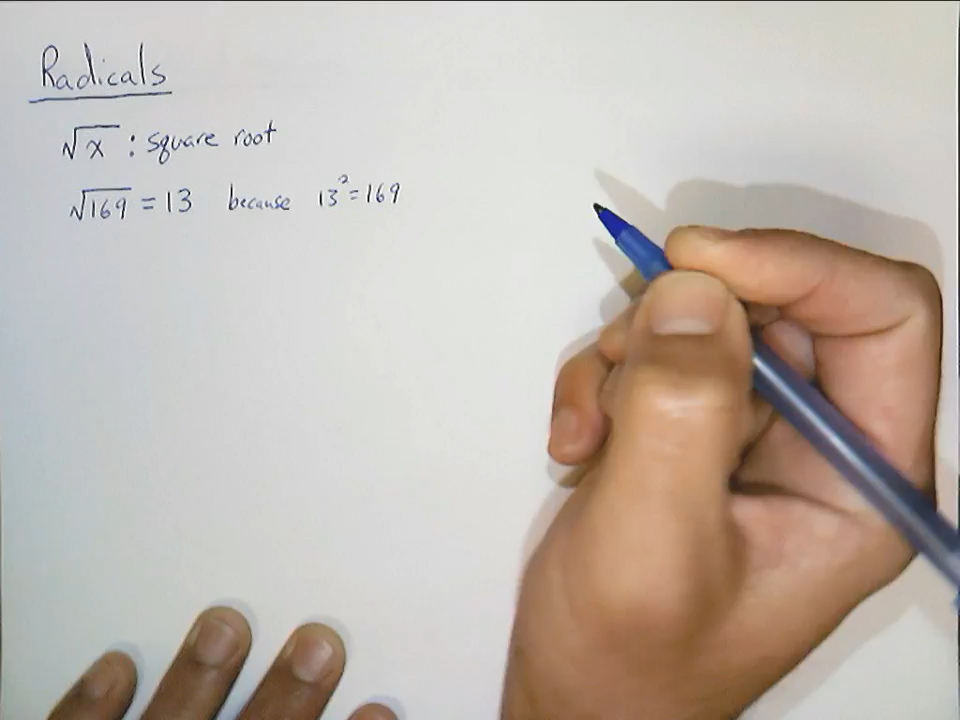 Radicals
√x : square root
√169 = 13 because 13² = 169